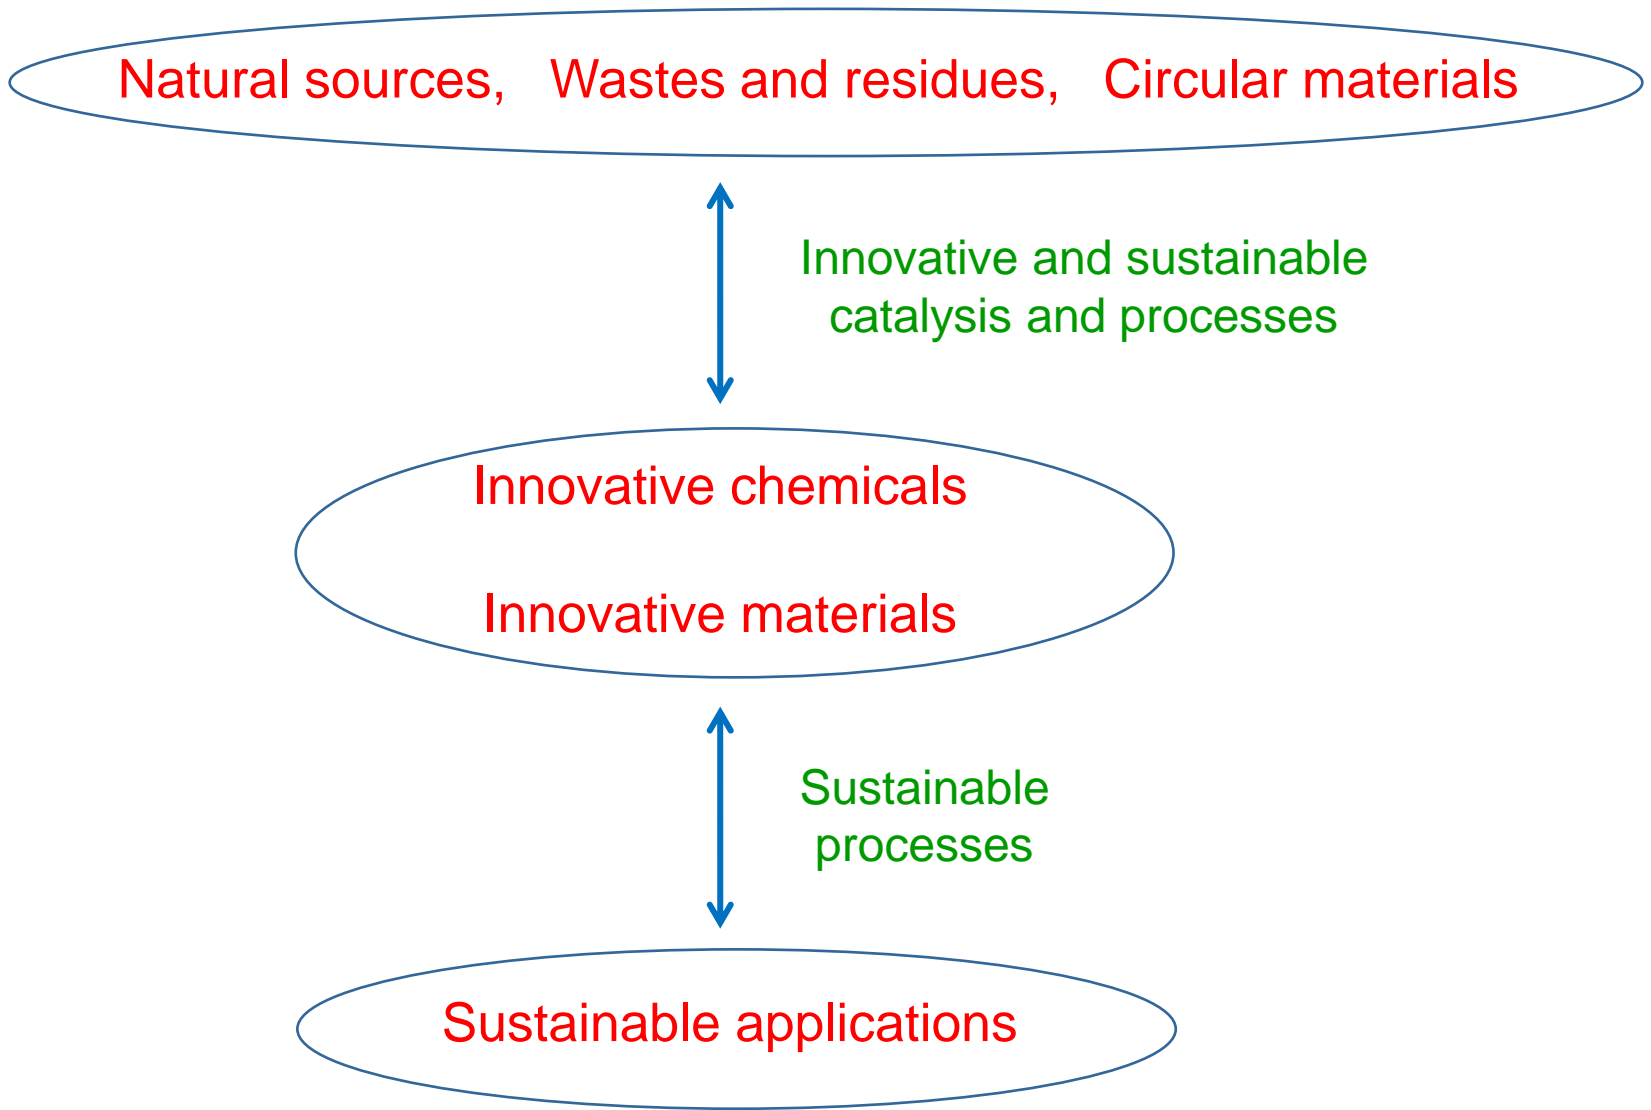 Natural sources, Wastes and residues, Circular materials
Innovative and sustainable
catalysis and processes
Innovative chemicals
Innovative materials
Sustainable
processes
Sustainable applications